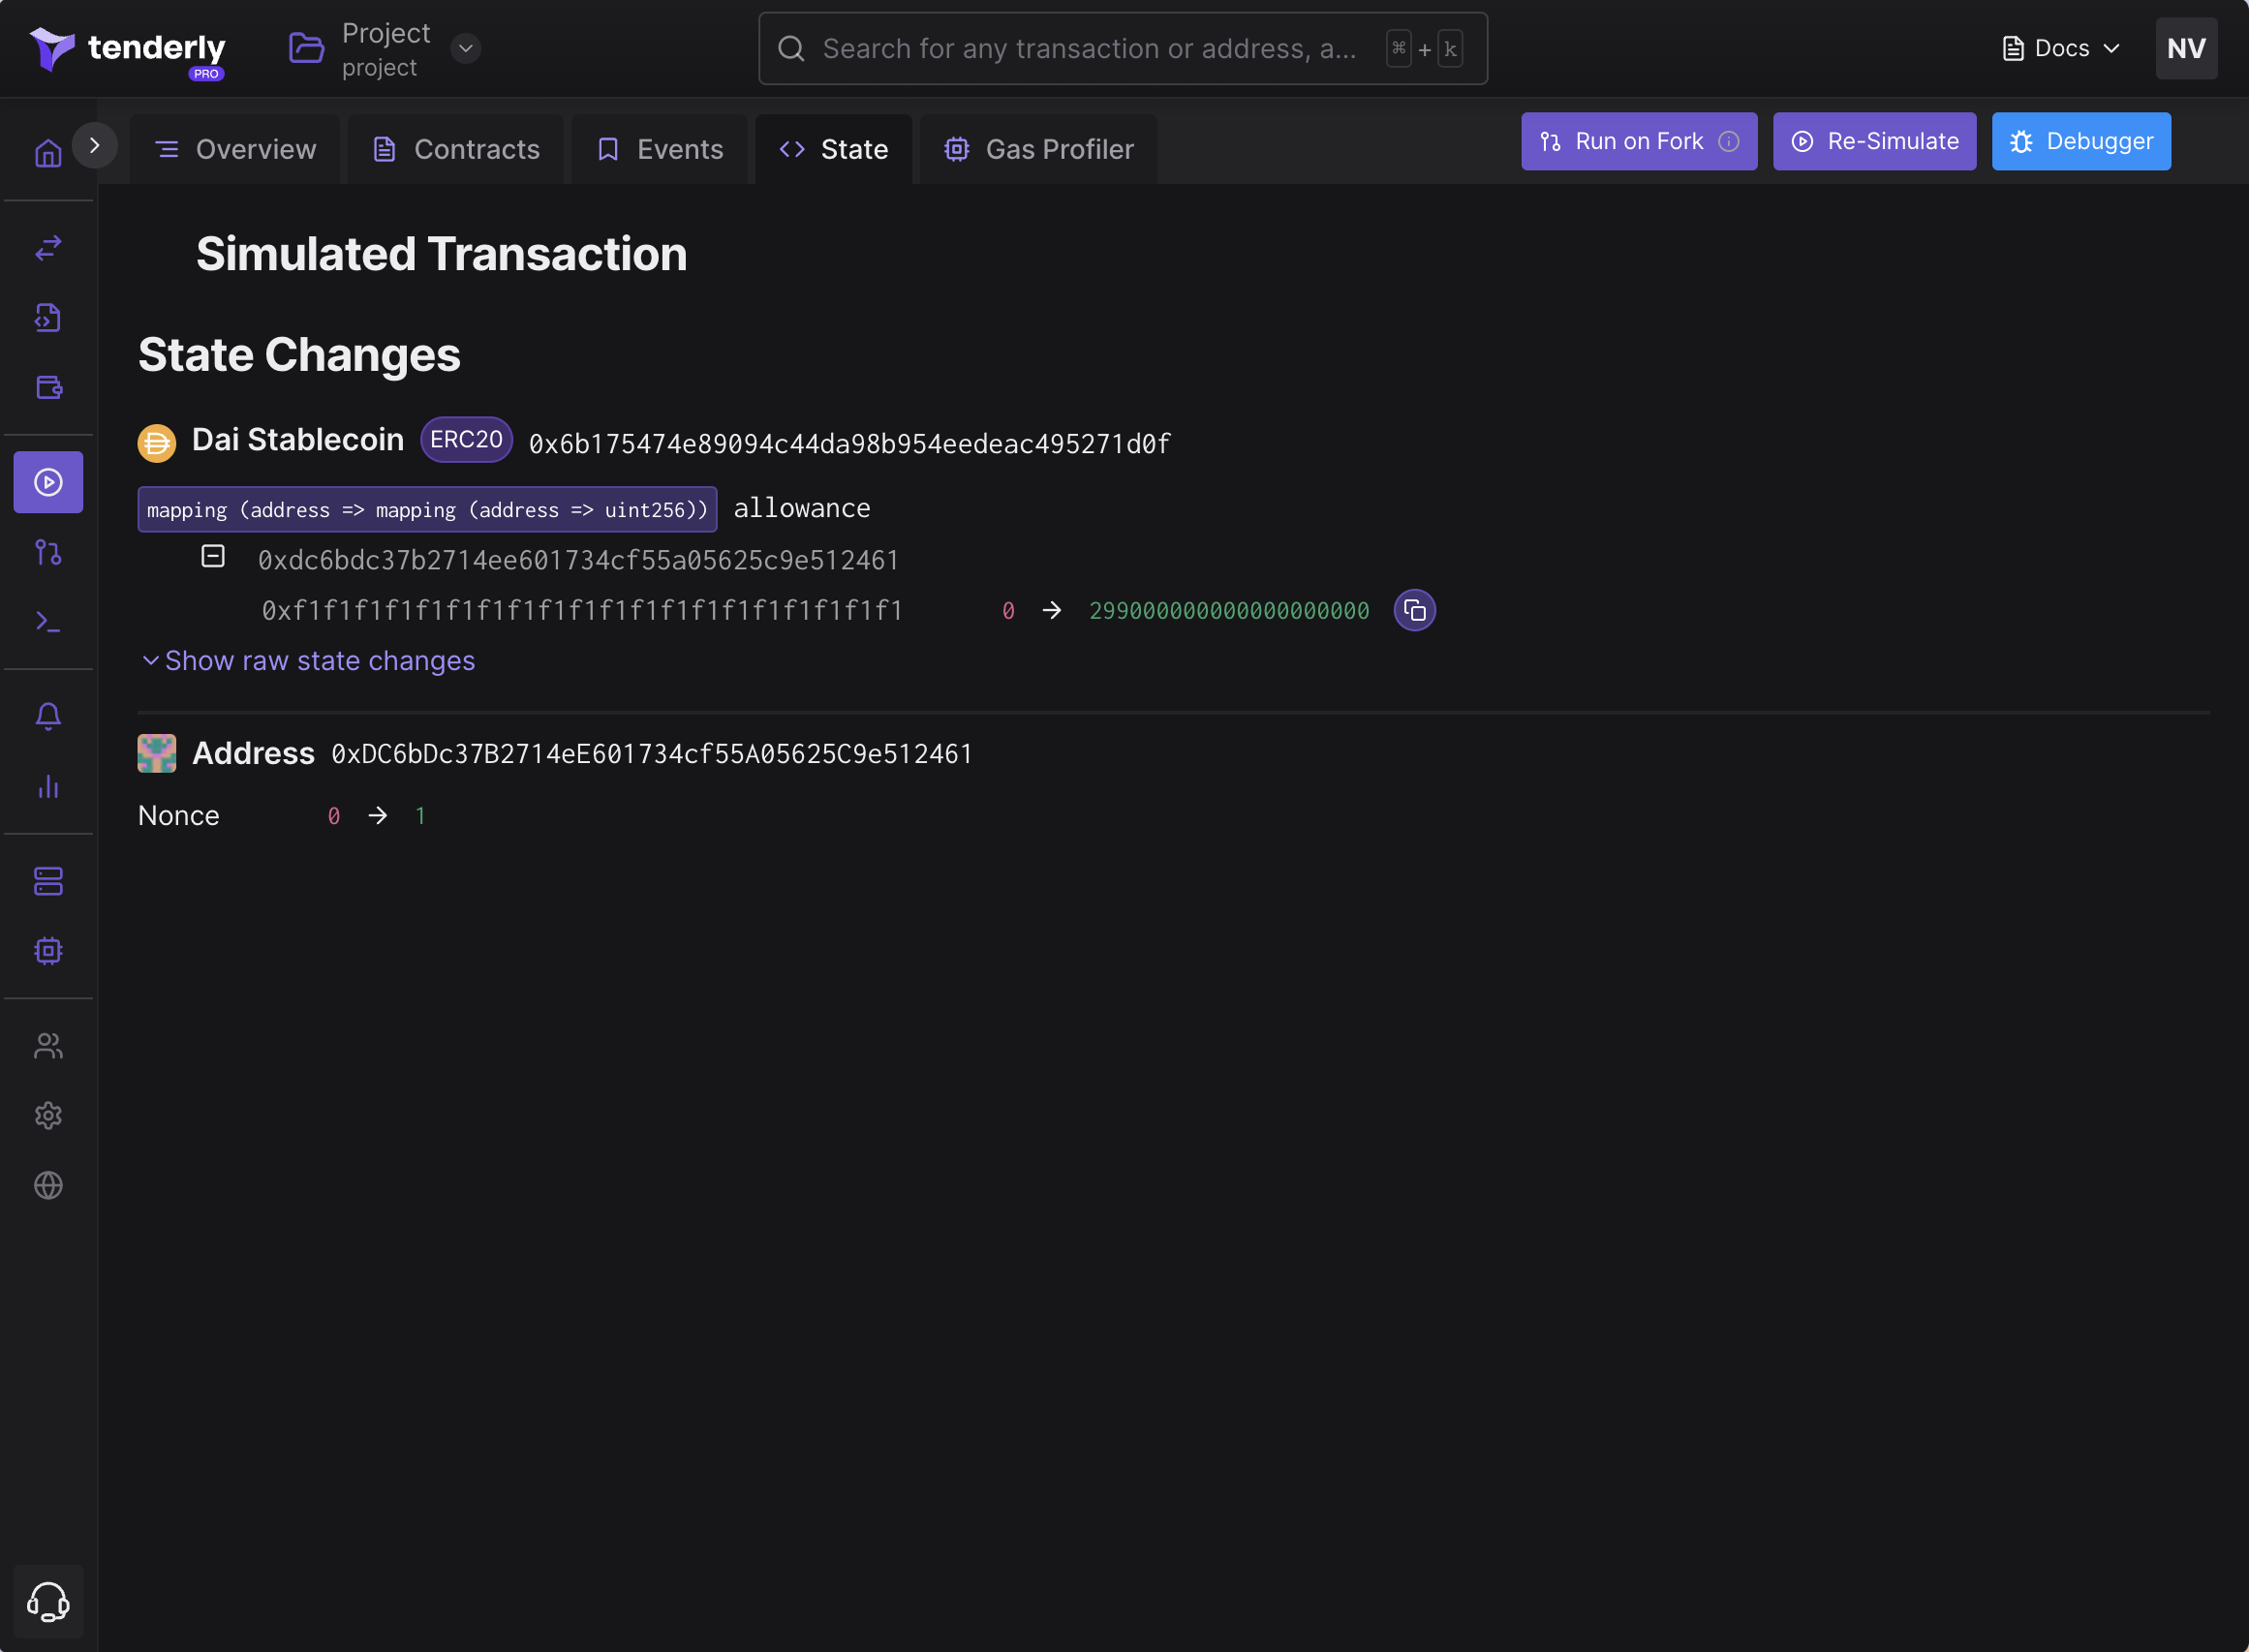 tenderly
PRO
Project
project
Search for any transaction or address, a...
⌘ + k
Docs
NV
Overview
Contracts
Events
State
Gas Profiler
Run on Fork
Re-Simulate
Debugger
Simulated Transaction
State Changes
Dai Stablecoin ERC20 0x6b175474e89094c44da98b954eedeac495271d0f
mapping (address => mapping (address => uint256)) allowance
0xdc6bdc37b2714ee601734cf55a05625c9e512461
0xf1f1f1f1f1f1f1f1f1f1f1f1f1f1f1f1f1f1f1f1 0 → 299000000000000000000
Show raw state changes
Address 0xDC6bDc37B2714eE601734cf55A05625C9e512461
Nonce 0 → 1